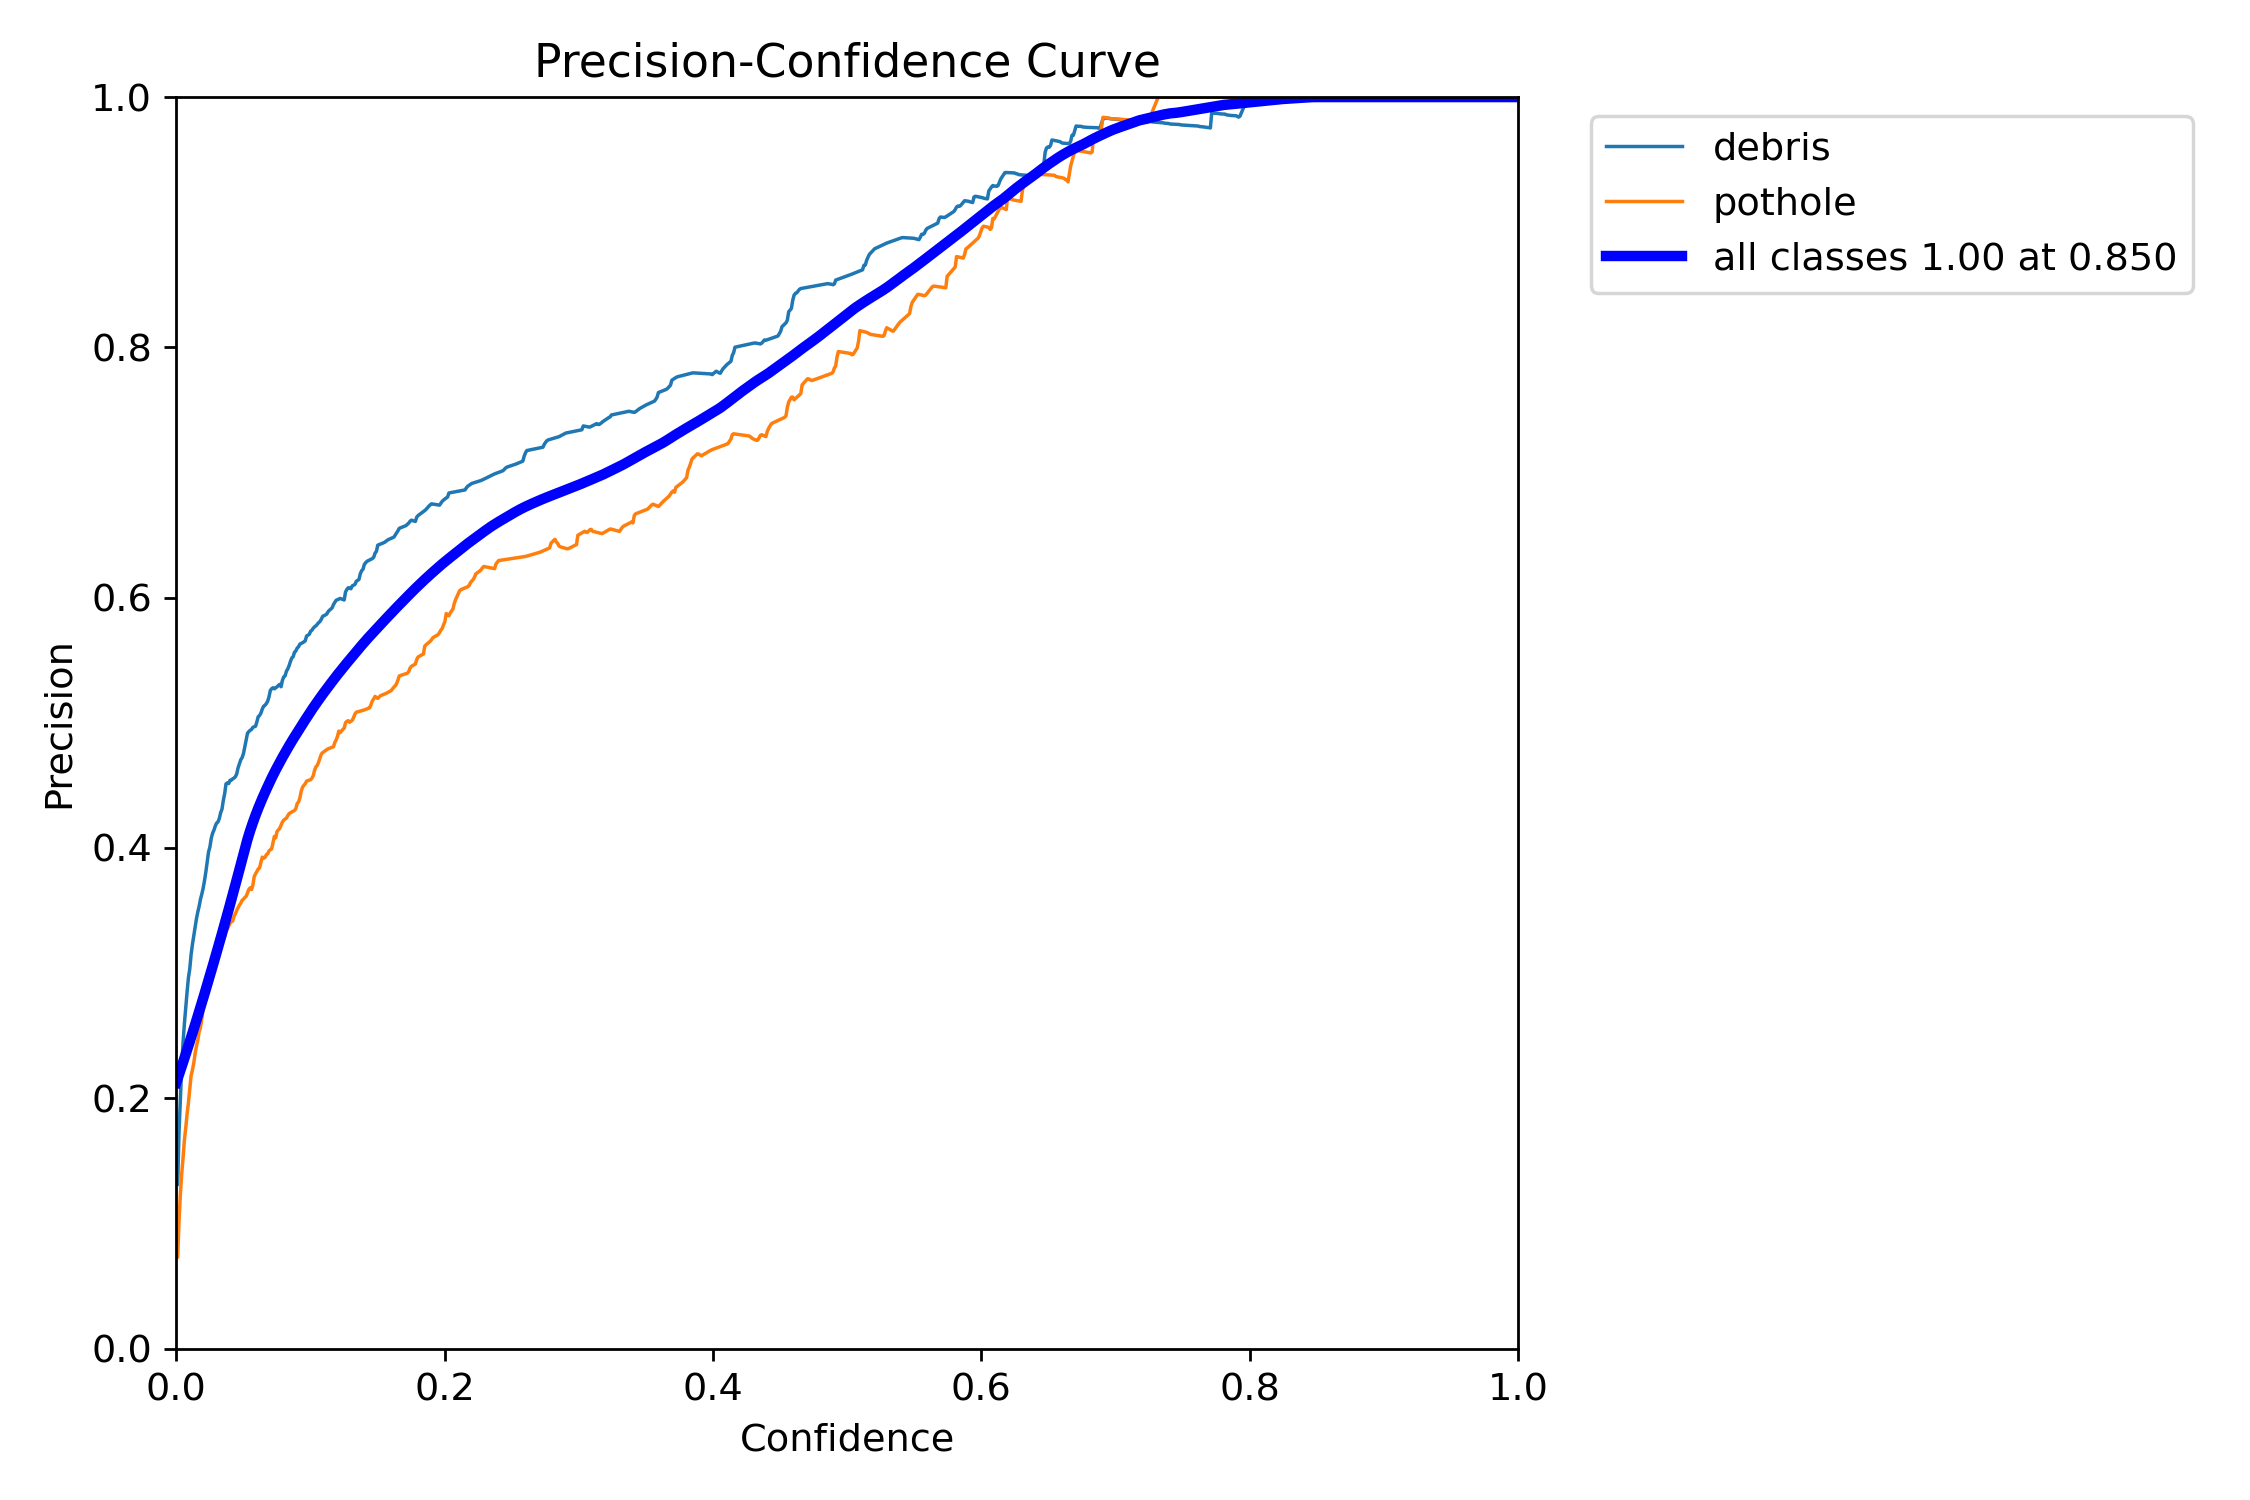 Precision-Confidence Curve
1.0
0.8
0.6
0.4
0.2
0.0
Precision
0.0 0.2 0.4 0.6 0.8 1.0
Confidence
debris
pothole
all classes 1.00 at 0.850